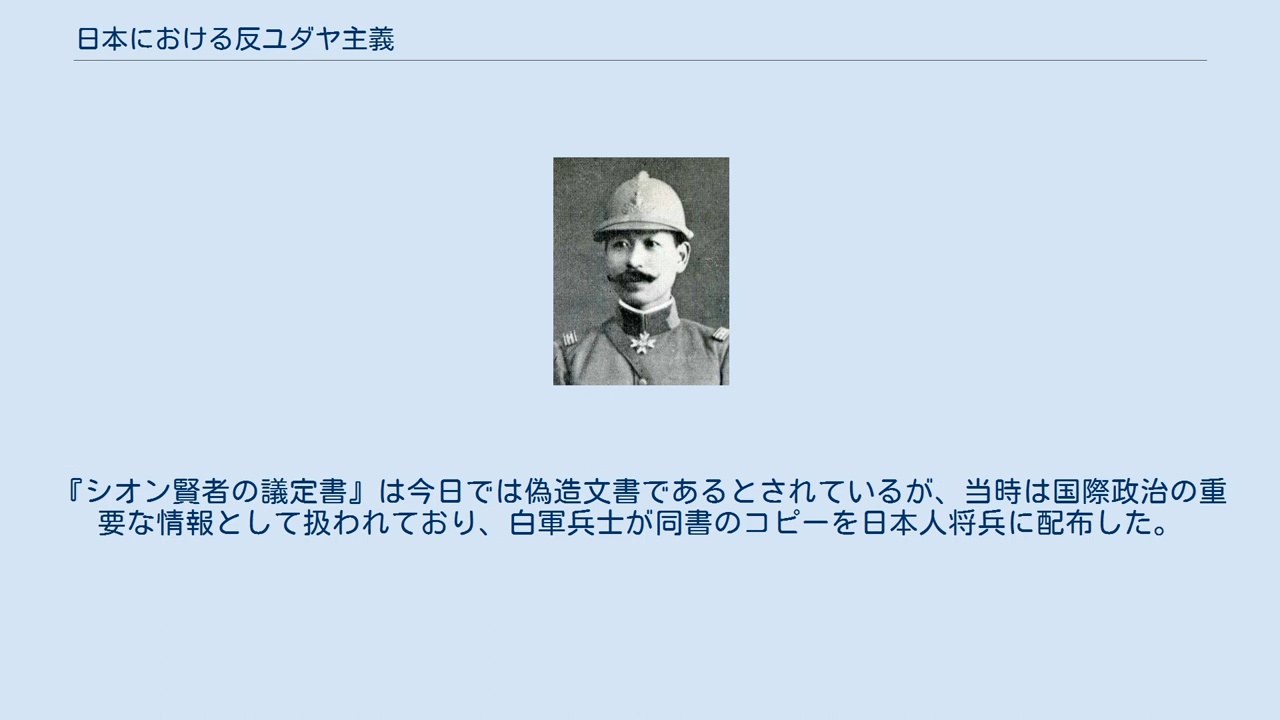 日本における反ユダヤ主義
『シオン賢者の議定書』は今日では偽造文書であるとされているが、当時は国際政治の重
要な情報として扱われており、白軍兵士が同書のコピーを日本人将兵に配布した。